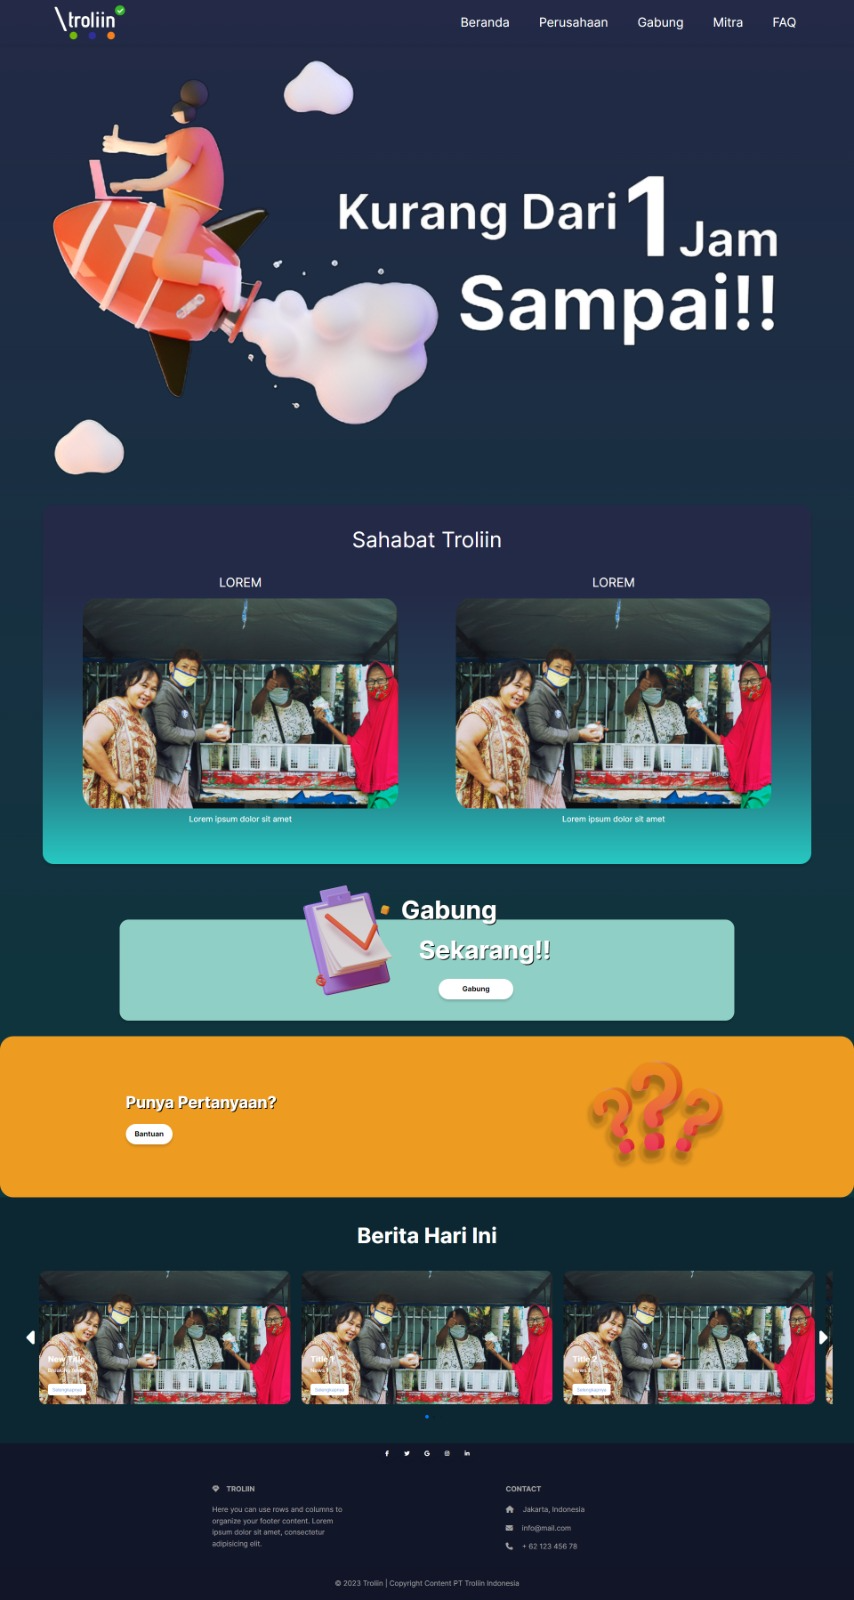 \troliin
Beranda Perusahaan Gabung Mitra FAQ
Kurang Dari 1 Jam
Sampai!!
Sahabat Troliin
LOREM
LOREM
Lorem ipsum dolor sit amet
Lorem ipsum dolor sit amet
Gabung
Sekarang!!
Gabung
Punya Pertanyaan?
Bantuan
???
Berita Hari Ini
New Title
Selengkapnya
Title 1
Selengkapnya
Title 2
Selengkapnya
TROLIIN
Here you can use rows and columns to
organize your footer content. Lorem
ipsum dolor sit amet, consectetur
adipisicing elit.
CONTACT
Jakarta, Indonesia
info@mail.com
+ 62 123 456 78
© 2023 Troliin | Copyright Content PT Troliin Indonesia